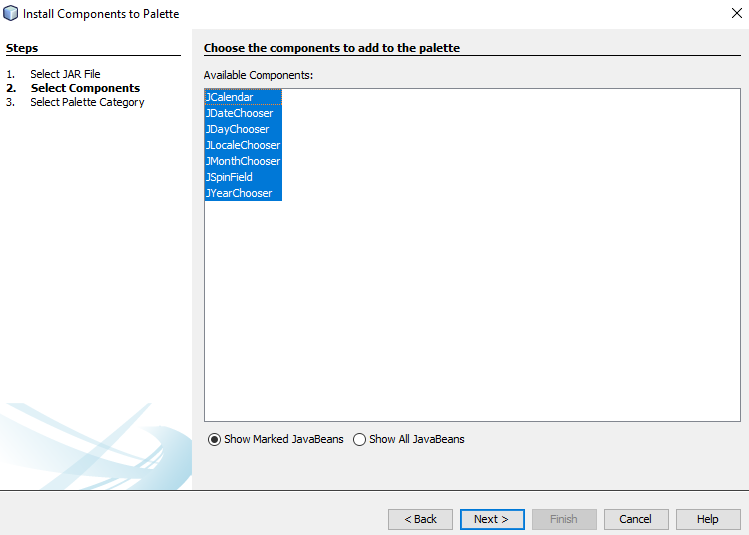 Install Components to Palette
Steps
1. Select JAR File
2. Select Components
3. Select Palette Category
Choose the components to add to the palette
Available Components:
JCalendar
JDateChooser
JDayChooser
JLocaleChooser
JMonthChooser
JSpinField
JYearChooser
Show Marked JavaBeans Show All JavaBeans
< Back Next > Finish Cancel Help